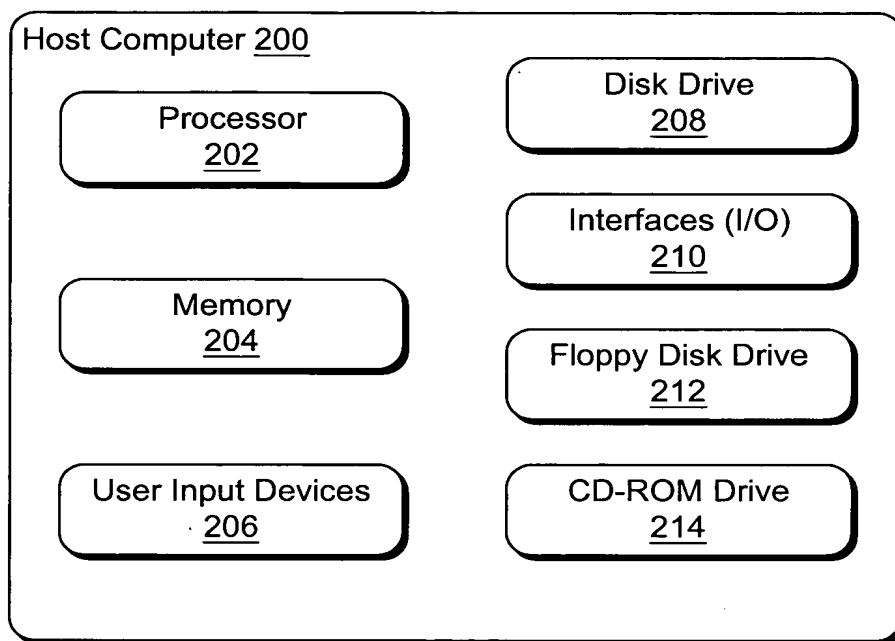 Host Computer 200
Processor
202
Memory
204
User Input Devices
206
Disk Drive
208
Interfaces (I/O)
210
Floppy Disk Drive
212
CD-ROM Drive
214